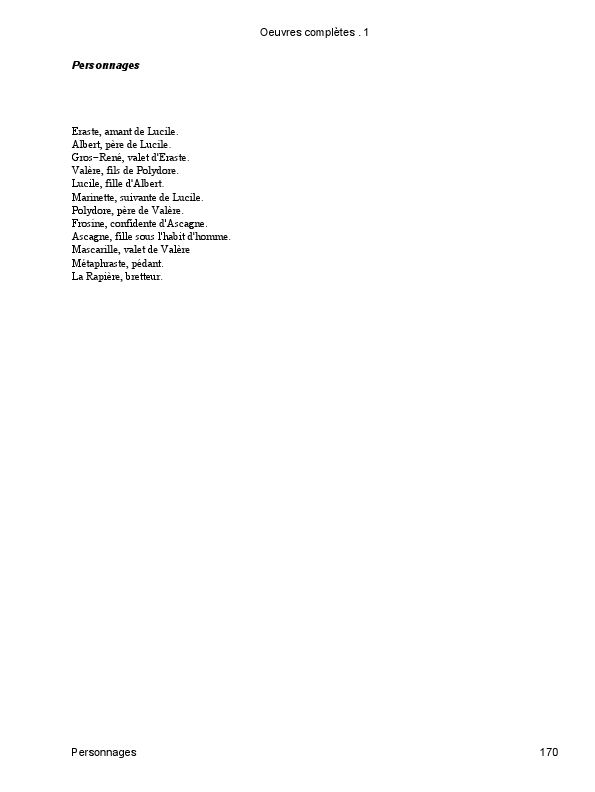 Oeuvres complètes . 1
Personnages
Eraste, amant de Lucile.
Albert, père de Lucile.
Gros−René, valet d'Eraste.
Valère, fils de Polydore.
Lucile, fille d'Albert.
Marinette, suivante de Lucile.
Polydore, père de Valère.
Frosine, confidente d'Ascagne.
Ascagne, fille sous l'habit d'homme.
Mascarille, valet de Valère
Métaphraste, pédant.
La Rapière, bretteur.
Personnages 170